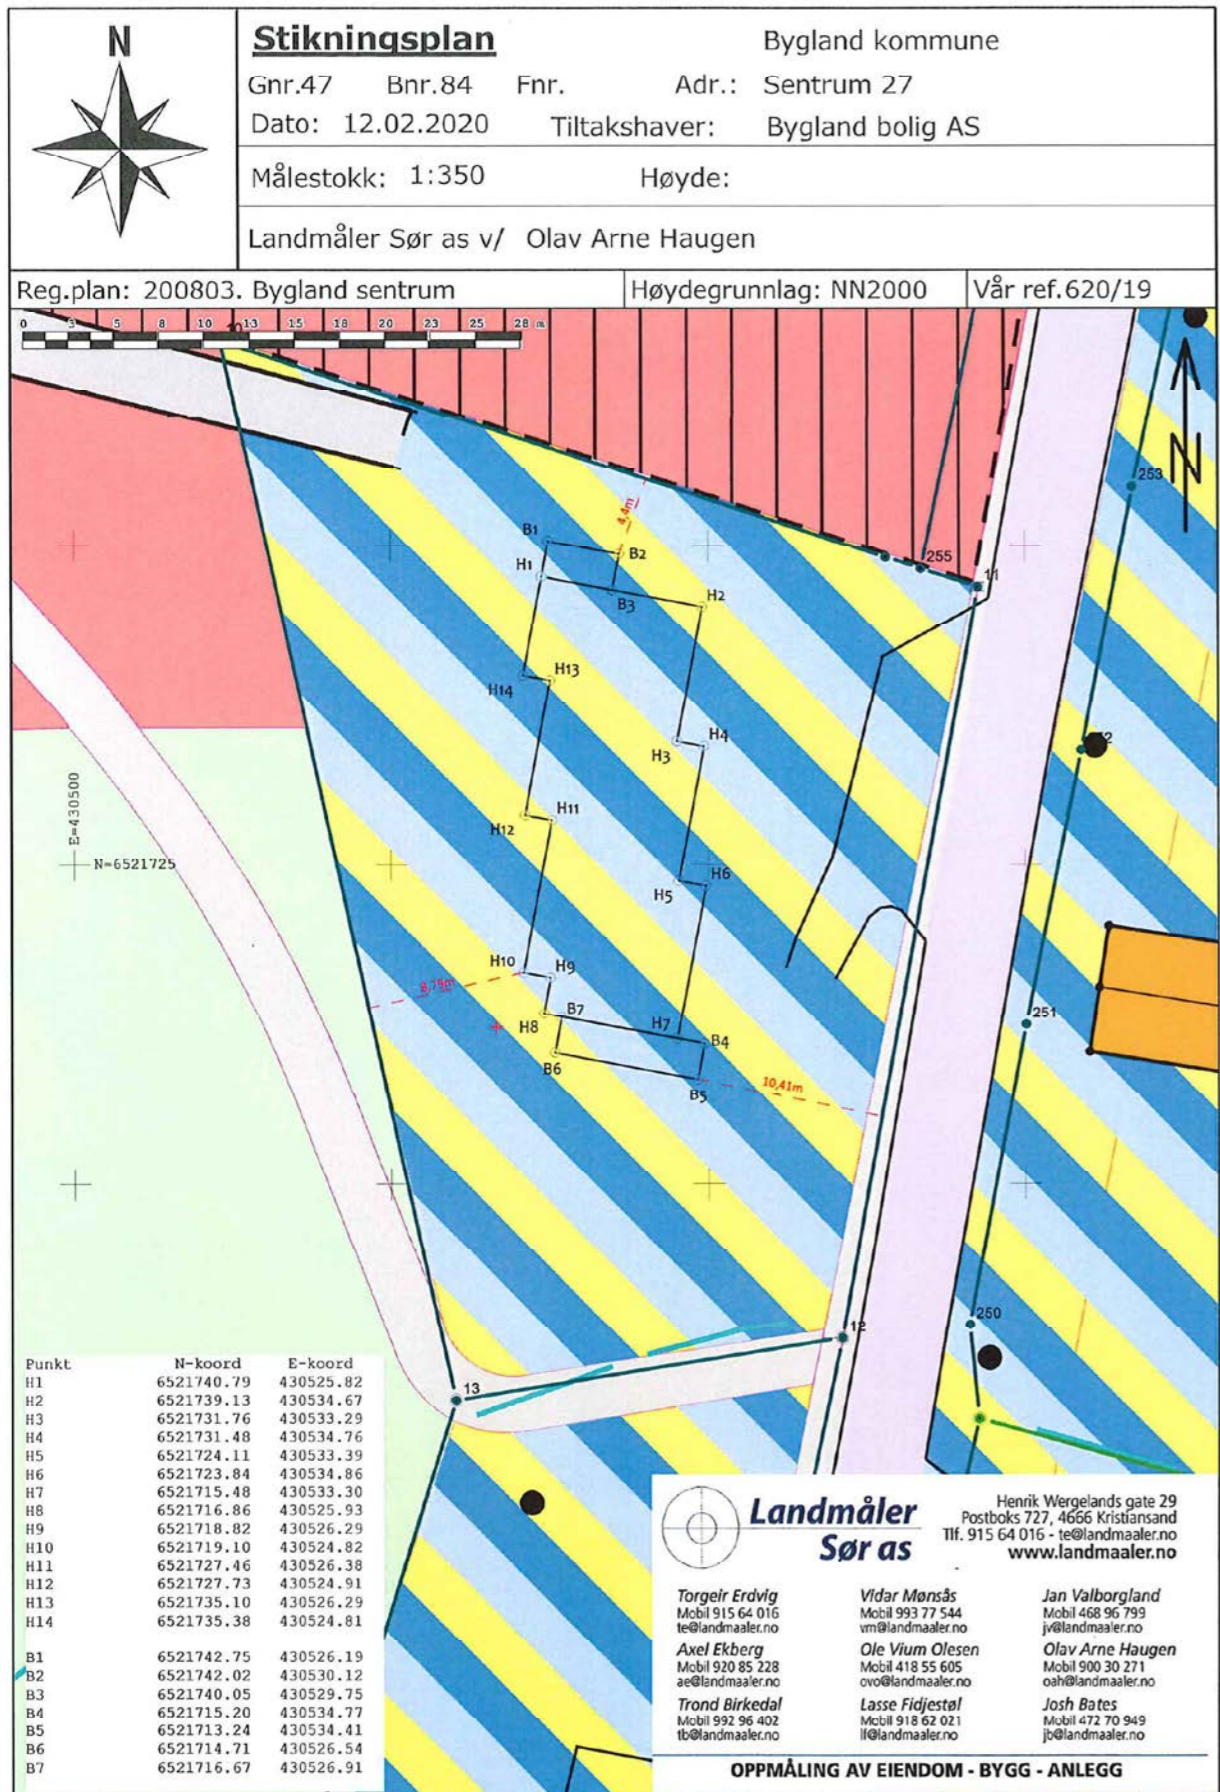 N
Stikningsplan Bygland kommune
Gnr.47 Bnr.84 Fnr. Adr.: Sentrum 27
Dato: 12.02.2020 Tiltakshaver: Bygland bolig AS
Målestokk: 1:350 Høyde:
Landmåler Sør as v/ Olav Arne Haugen
Reg.plan: 200803. Bygland sentrum Høydegrunnlag: NN2000 Vår ref.620/19
0 3 5 8 10 13 15 18 20 23 25 28 m
10
N
253
4,4m
B1
B2
255
11
H1
B3
H2
H13
H14
H3
H4
E=430500
H11
H12
N=6521725
H6
H5
H10
H9
8,79m
251
H8
B7
H7
B4
B6
10,41m
B5
250
12
13
Punkt N-koord E-koord
H1 6521740.79 430525.82
H2 6521739.13 430534.67
H3 6521731.76 430533.29
H4 6521731.48 430534.76
H5 6521724.11 430533.39
H6 6521723.84 430534.86
H7 6521715.48 430533.30
H8 6521716.86 430525.93
H9 6521718.82 430526.29
H10 6521719.10 430524.82
H11 6521727.46 430526.38
H12 6521727.73 430524.91
H13 6521735.10 430526.29
H14 6521735.38 430524.81
B1 6521742.75 430526.19
B2 6521742.02 430530.12
B3 6521740.05 430529.75
B4 6521715.20 430534.77
B5 6521713.24 430534.41
B6 6521714.71 430526.54
B7 6521716.67 430526.91
Landmåler
Sør as
Henrik Wergelands gate 29
Postboks 727, 4666 Kristiansand
Tlf. 915 64 016 - te@landmaaler.no
www.landmaaler.no
Torgeir Erdvig Vidar Mønsås Jan Valborgland
Mobil 915 64 016 Mobil 993 77 544 Mobil 468 96 799
te@landmaaler.no vm@landmaaler.no jv@landmaaler.no
Axel Ekberg Ole Vium Olesen Olav Arne Haugen
Mobil 920 85 228 Mobil 418 55 605 Mobil 900 30 271
ae@landmaaler.no ovo@landmaaler.no oah@landmaaler.no
Trond Birkedal Lasse Fidjestøl Josh Bates
Mobil 992 96 402 Mobil 918 62 021 Mobil 472 70 949
tb@landmaaler.no lf@landmaaler.no jb@landmaaler.no
OPPMÅLING AV EIENDOM - BYGG - ANLEGG